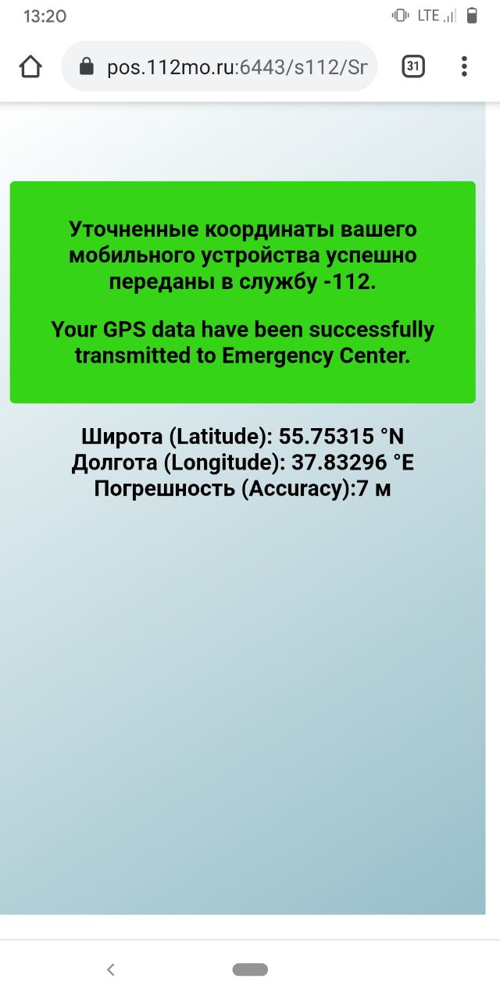 13:20
LTE
pos.112mo.ru:6443/s112/Sr
31
Уточненные координаты вашего
мобильного устройства успешно
переданы в службу -112.
Your GPS data have been successfully
transmitted to Emergency Center.
Широта (Latitude): 55.75315 °N
Долгота (Longitude): 37.83296 °E
Погрешность (Accuracy):7 м